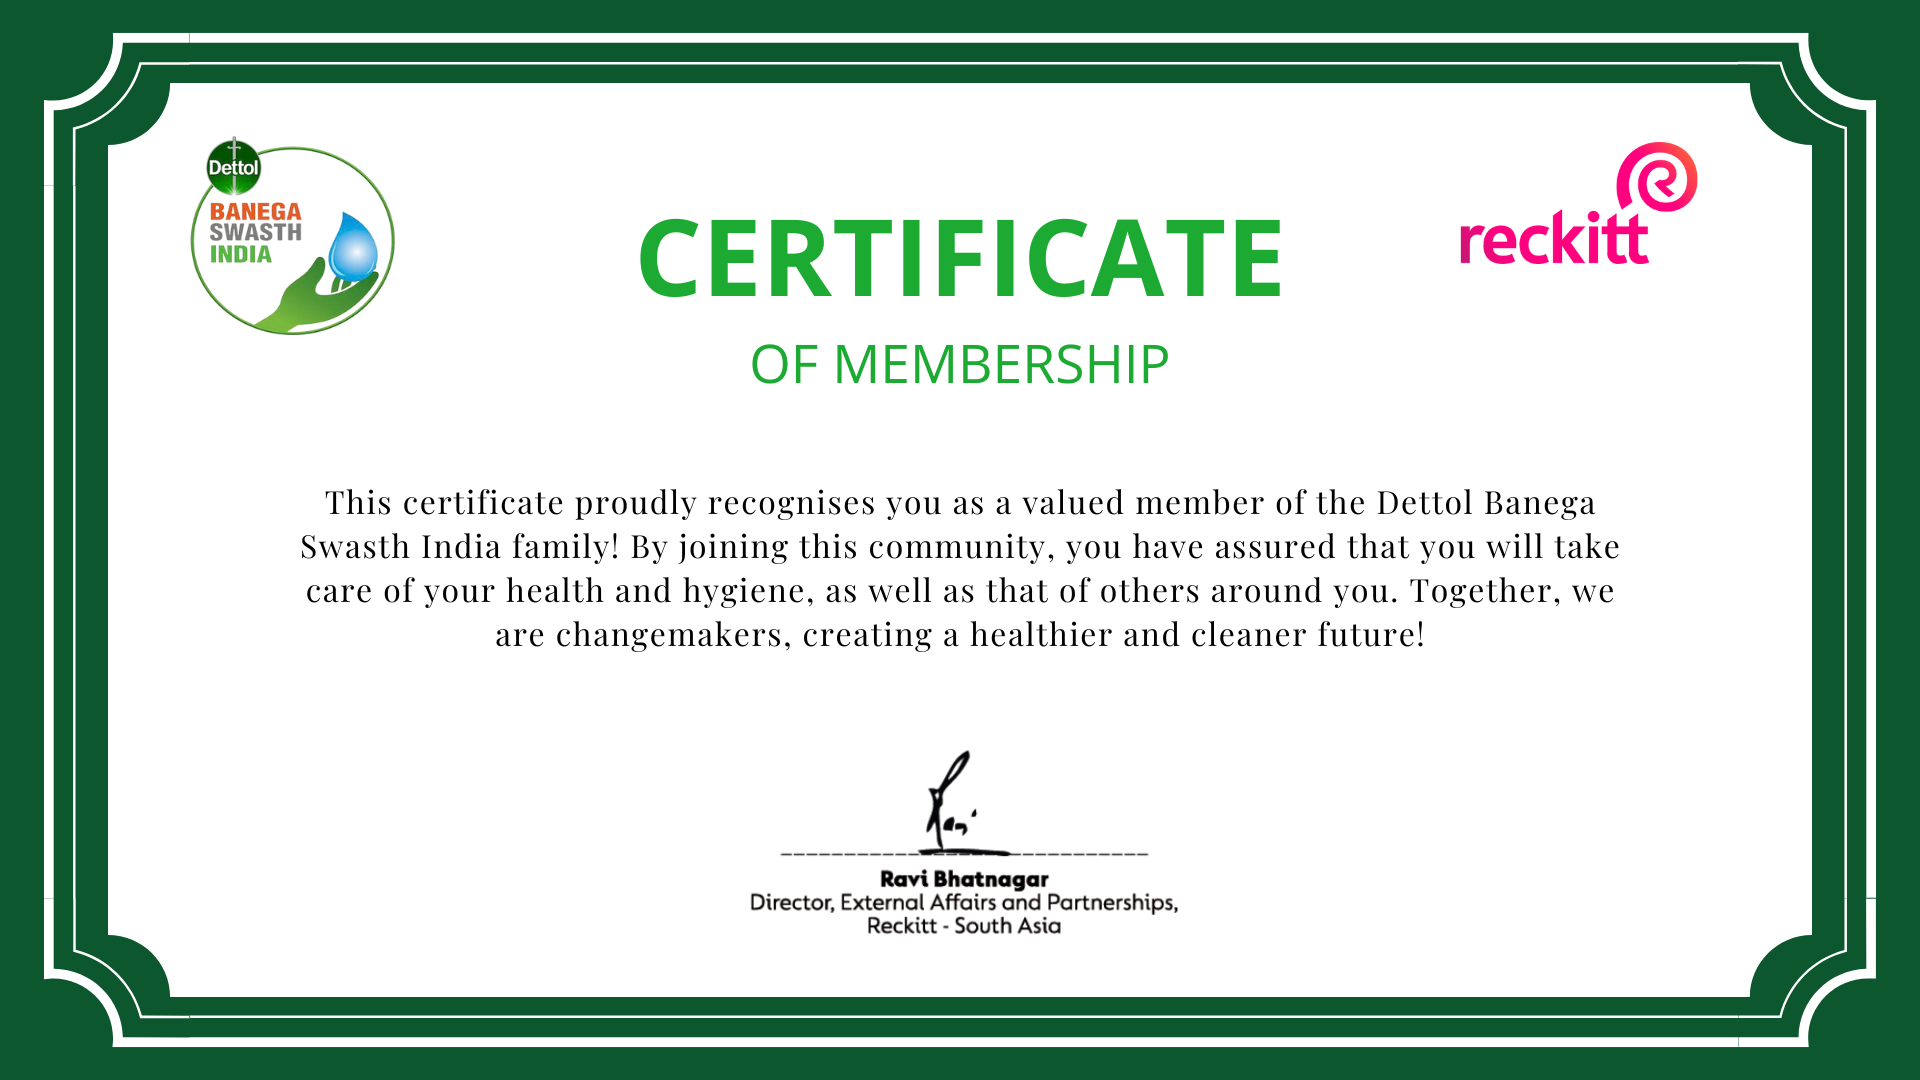 Dettol
BANEGA
SWASTH
INDIA
reckitt
CERTIFICATE
OF MEMBERSHIP
This certificate proudly recognises you as a valued member of the Dettol Banega
Swasth India family! By joining this community, you have assured that you will take
care of your health and hygiene, as well as that of others around you. Together, we
are changemakers, creating a healthier and cleaner future!
Ravi
Ravi Bhatnagar
Director, External Affairs and Partnerships,
Reckitt - South Asia